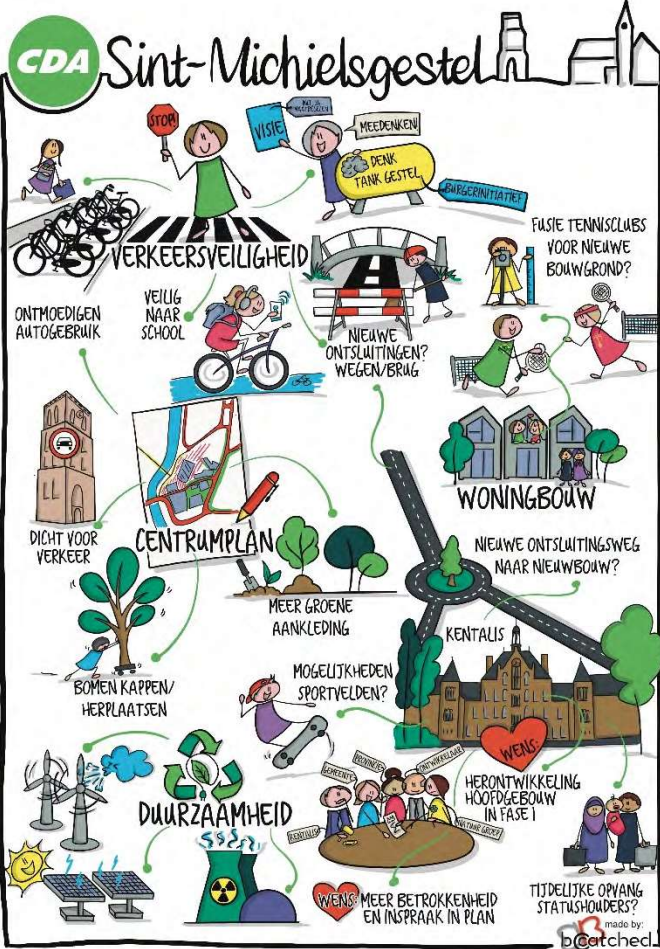 CDA
Sint-Michielsgestel
STOP!
VISIE
MEEDENKEN
DENK
TANK GESTEL
BURGERINITIATIEF
VERKEERSVEILIGHEID
FUSIE TENNISCLUBS
VOOR NIEUWE
BOUWGROND?
ONTMOEDIGEN
AUTOGEBRUIK
VEILIG
NAAR
SCHOOL
NIEUWE
ONTSLUITINGEN?
WEGEN/BRUG
WONINGBOUW
DICHT VOOR
VERKEER
CENTRUMPLAN
NIEUWE ONTSLUITINGSWEG
NAAR NIEUWBOUW?
MEER GROENE
AANKLEDING
KENTALIS
BOMEN KAPPEN/
HERPLAATSEN
MOGELIJKHEDEN
SPORTVELDEN?
WENS:
HERONTWIKKELING
HOOFDGEBOUW
IN FASE 1
DUURZAAMHEID
GEMEENTE
PROVINCIE
ONTWIKKELAAR
KENTALIS
NATUUR GROEP
WENS: MEER BETROKKENHEID
EN INSPRAAK IN PLAN
TIJDELIJKE OPVANG
STATUSHOUDERS?
made by:
bCatched!